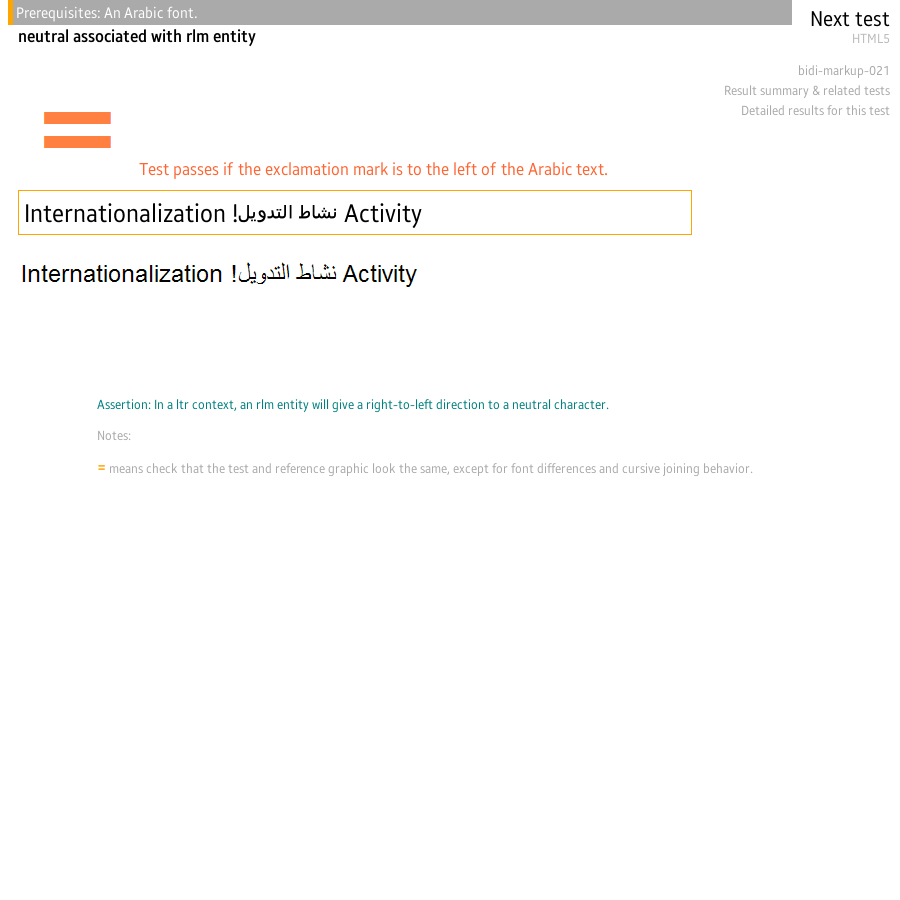 Prerequisites: An Arabic font.
Next test
neutral associated with rlm entity
HTML5
bidi-markup-021
Result summary & related tests
Detailed results for this test
Test passes if the exclamation mark is to the left of the Arabic text.
Internationalization نشاط التدويل!‏ Activity
Internationalization نشاط التدويل!‏ Activity
Assertion: In a ltr context, an rlm entity will give a right-to-left direction to a neutral character.
Notes:
= means check that the test and reference graphic look the same, except for font differences and cursive joining behavior.